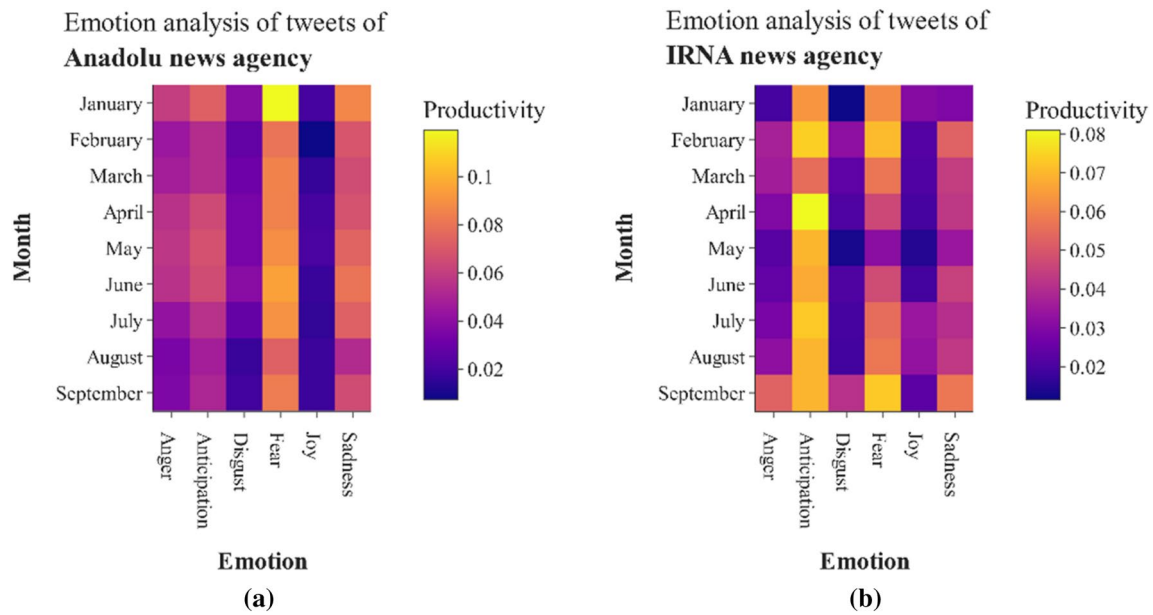 Emotion analysis of tweets of
Anadolu news agency
Productivity
January
February
March
April
May
June
July
August
September
Month
0.1
0.08
0.06
0.04
0.02
Anger
Anticipation
Disgust
Fear
Joy
Sadness
Emotion
(a)
Emotion analysis of tweets of
IRNA news agency
Productivity
January
February
March
April
May
June
July
August
September
Month
0.08
0.07
0.06
0.05
0.04
0.03
0.02
Anger
Anticipation
Disgust
Fear
Joy
Sadness
Emotion
(b)